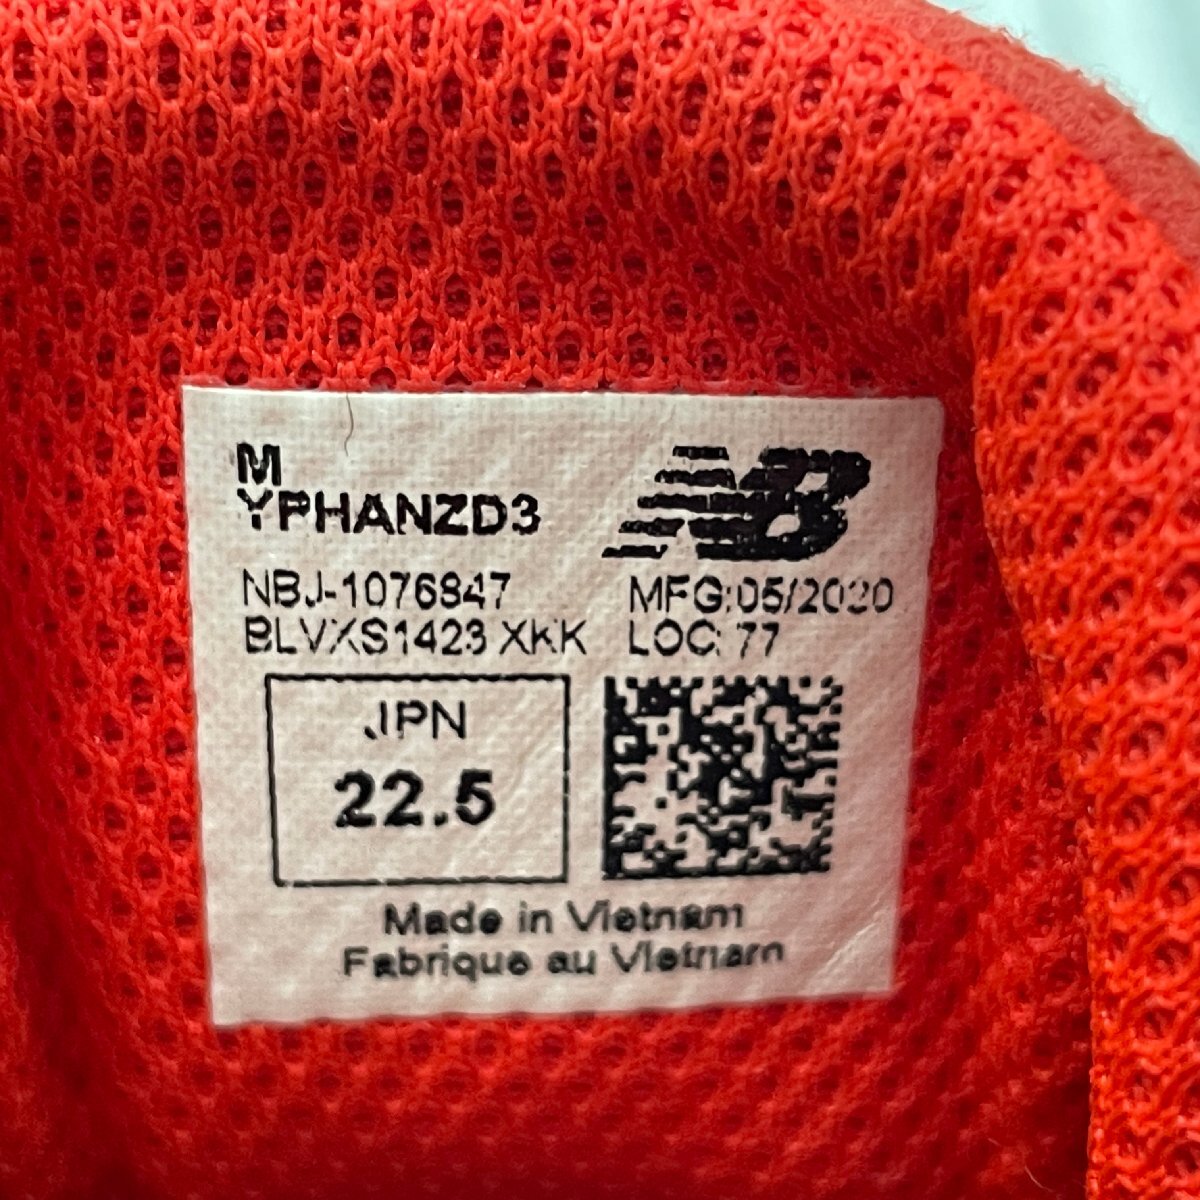 M
YPHANZD3
NB
NBJ-1076847
MFG:05/2020
BLVXS1423 XKK
LOC: 77
JPN
22.5
Made in Vietnam
Fabrique au Vietnam